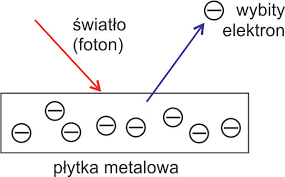 światło
(foton)
wybity
elektron
płytka metalowa